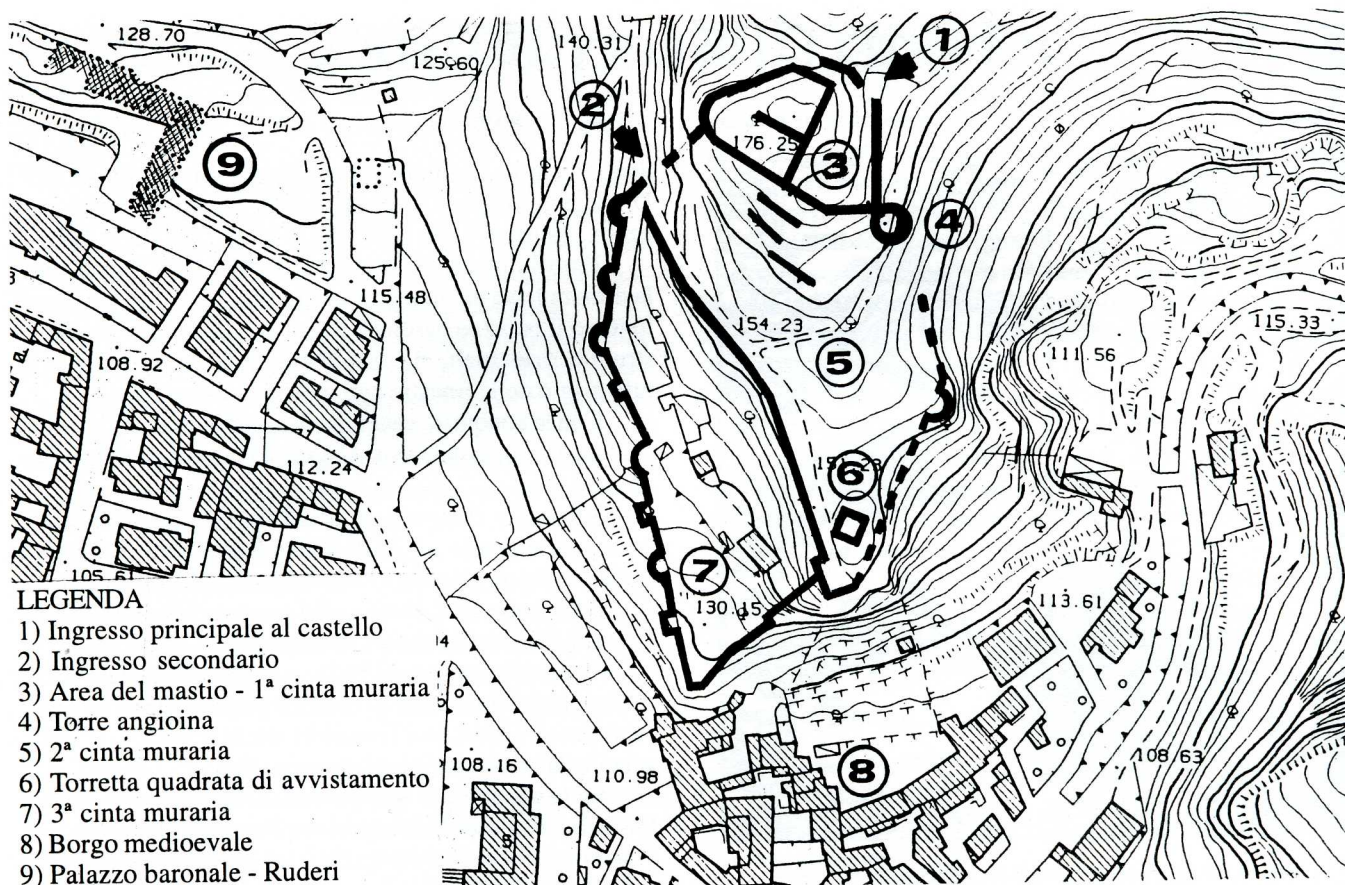 128.70
140.31
1
125.60
2
176.25
9
3
4
115.48
154.23
5
115.33
111.56
108.92
112.24
6
7
130.15
105.61
113.61
LEGENDA
1) Ingresso principale al castello
2) Ingresso secondario
3) Area del mastio - 1ª cinta muraria
4) Torre angioina
5) 2ª cinta muraria
6) Torretta quadrata di avvistamento
7) 3ª cinta muraria
8) Borgo medioevale
9) Palazzo baronale - Ruderi
108.16
110.98
8
108.63